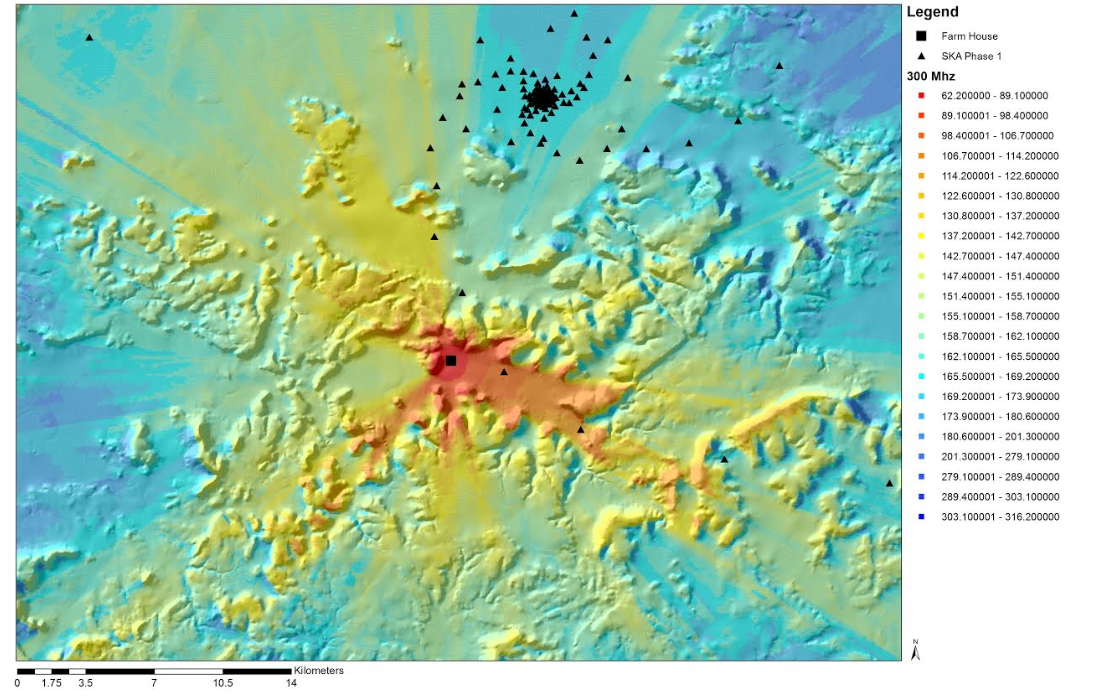 Legend
Farm House
SKA Phase 1
300 Mhz
62.200000 - 89.100000
89.100001 - 98.400000
98.400001 - 106.700000
106.700001 - 114.200000
114.200001 - 122.600000
122.600001 - 130.800000
130.800001 - 137.200000
137.200001 - 142.700000
142.700001 - 147.400000
147.400001 - 151.400000
151.400001 - 155.100000
155.100001 - 158.700000
158.700001 - 162.100000
162.100001 - 165.500000
165.500001 - 169.200000
169.200001 - 173.900000
173.900001 - 180.600000
180.600001 - 201.300000
201.300001 - 279.100000
279.100001 - 289.400000
289.400001 - 303.100000
303.100001 - 316.200000
N
Kilometers
0 1.75 3.5 7 10.5 14